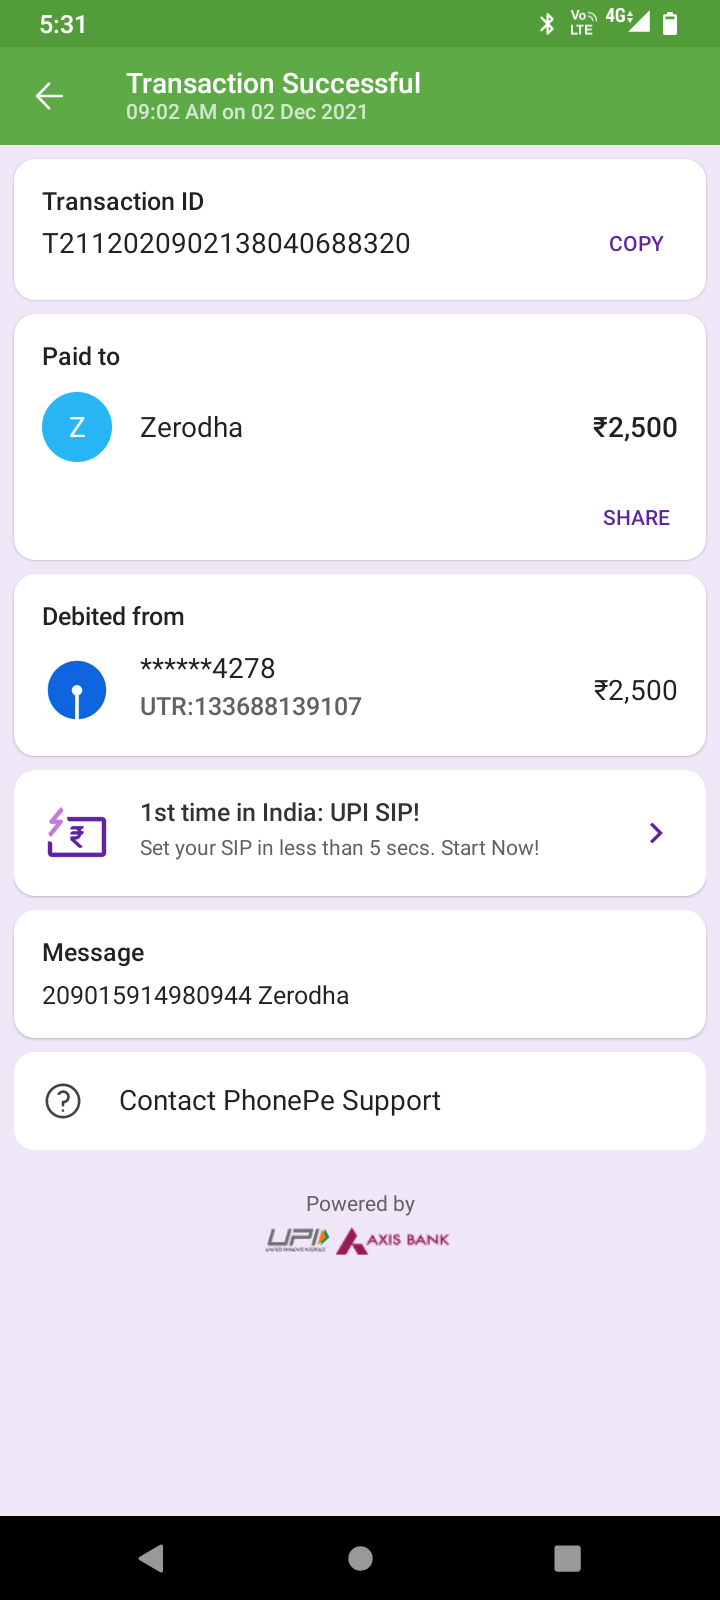 5:31
Vo LTE 4G
Transaction Successful
09:02 AM on 02 Dec 2021
Transaction ID
T2112020902138040688320
COPY
Paid to
Z
Zerodha
₹2,500
SHARE
Debited from
******4278
UTR:133688139107
₹2,500
₹
1st time in India: UPI SIP!
Set your SIP in less than 5 secs. Start Now!
Message
209015914980944 Zerodha
? Contact PhonePe Support
Powered by
UPI
UNIFIED PAYMENTS INTERFACE
AXIS BANK